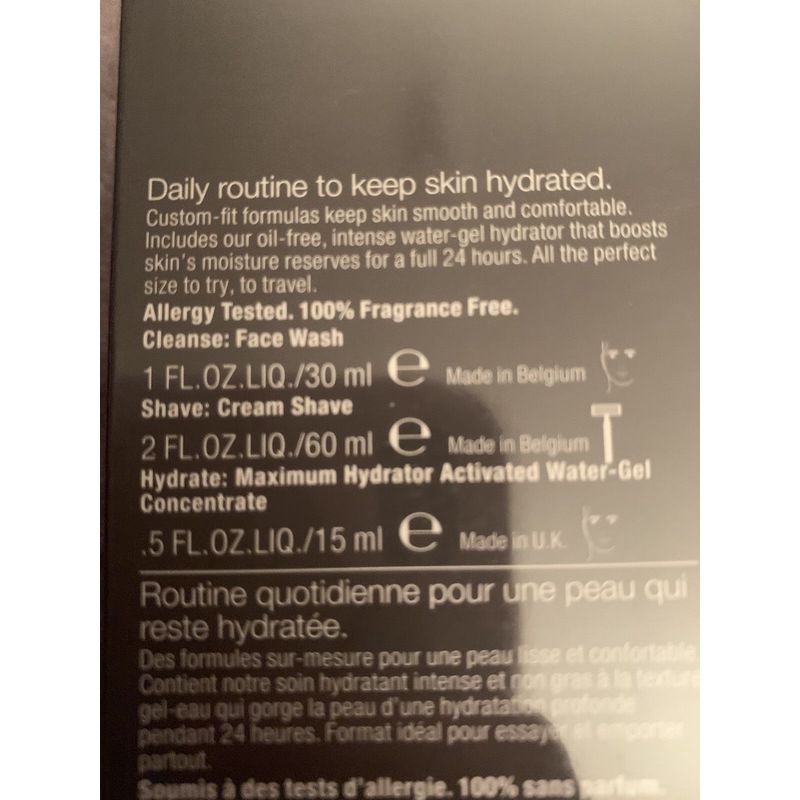 Daily routine to keep skin hydrated.
Custom-fit formulas keep skin smooth and comfortable.
Includes our oil-free, intense water-gel hydrator that boosts
skin's moisture reserves for a full 24 hours. All the perfect
size to try, to travel.
Allergy Tested. 100% Fragrance Free.
Cleanse: Face Wash
1 FL.OZ.LIQ./30 ml ℮ Made in Belgium
Shave: Cream Shave
2 FL.OZ.LIQ./60 ml ℮ Made in Belgium
Hydrate: Maximum Hydrator Activated Water-Gel
Concentrate
.5 FL.OZ.LIQ./15 ml ℮ Made in U.K.
Routine quotidienne pour une peau qui
reste hydratée.
Des formules sur-mesure pour une peau lisse et confortable.
Contient notre soin hydratant intense et non gras à la texture
gel-eau qui gorge la peau d'une hydratation profonde
pendant 24 heures. Format idéal pour essayer et emporter
partout.
Soumis à des tests d'allergie. 100% sans parfum.